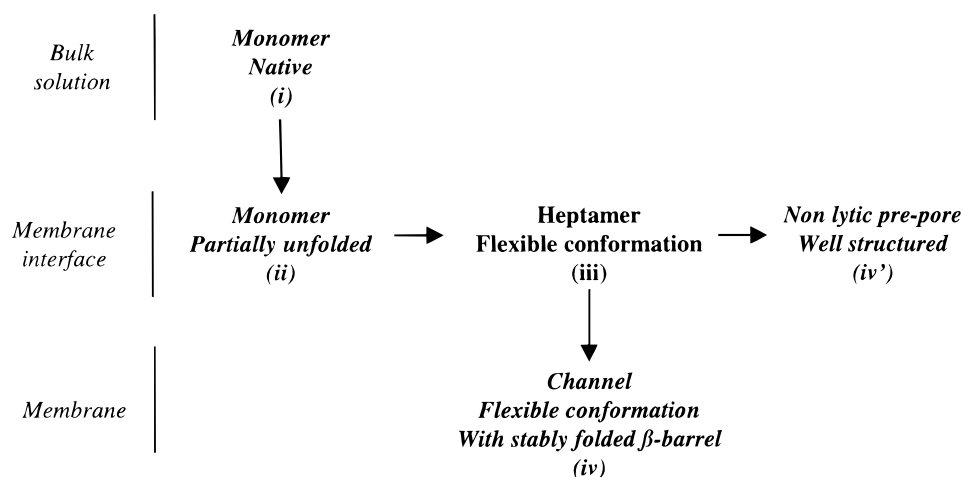 Bulk
solution
Monomer
Native
(i)
Membrane
interface
Monomer
Partially unfolded
(ii)
Heptamer
Flexible conformation
(iii)
Non lytic pre-pore
Well structured
(iv’)
Membrane
Channel
Flexible conformation
With stably folded β-barrel
(iv)